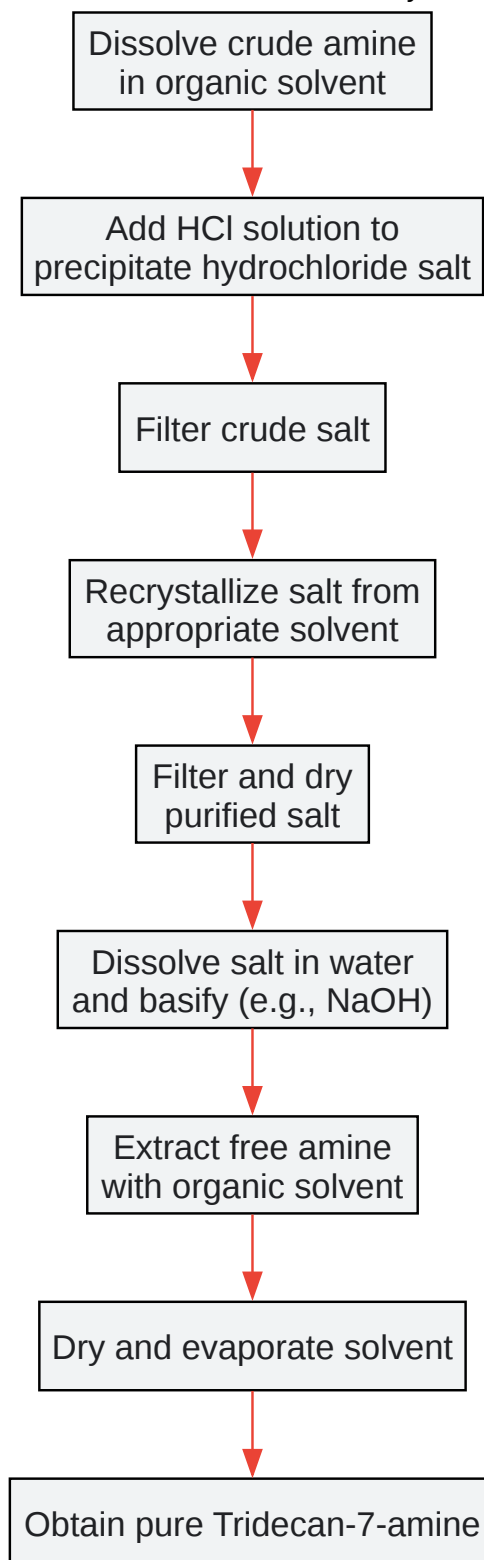 Dissolve crude amine
in organic solvent
Add HCl solution to
precipitate hydrochloride salt
Filter crude salt
Recrystallize salt from
appropriate solvent
Filter and dry
purified salt
Dissolve salt in water
and basify (e.g., NaOH)
Extract free amine
with organic solvent
Dry and evaporate solvent
Obtain pure Tridecan-7-amine